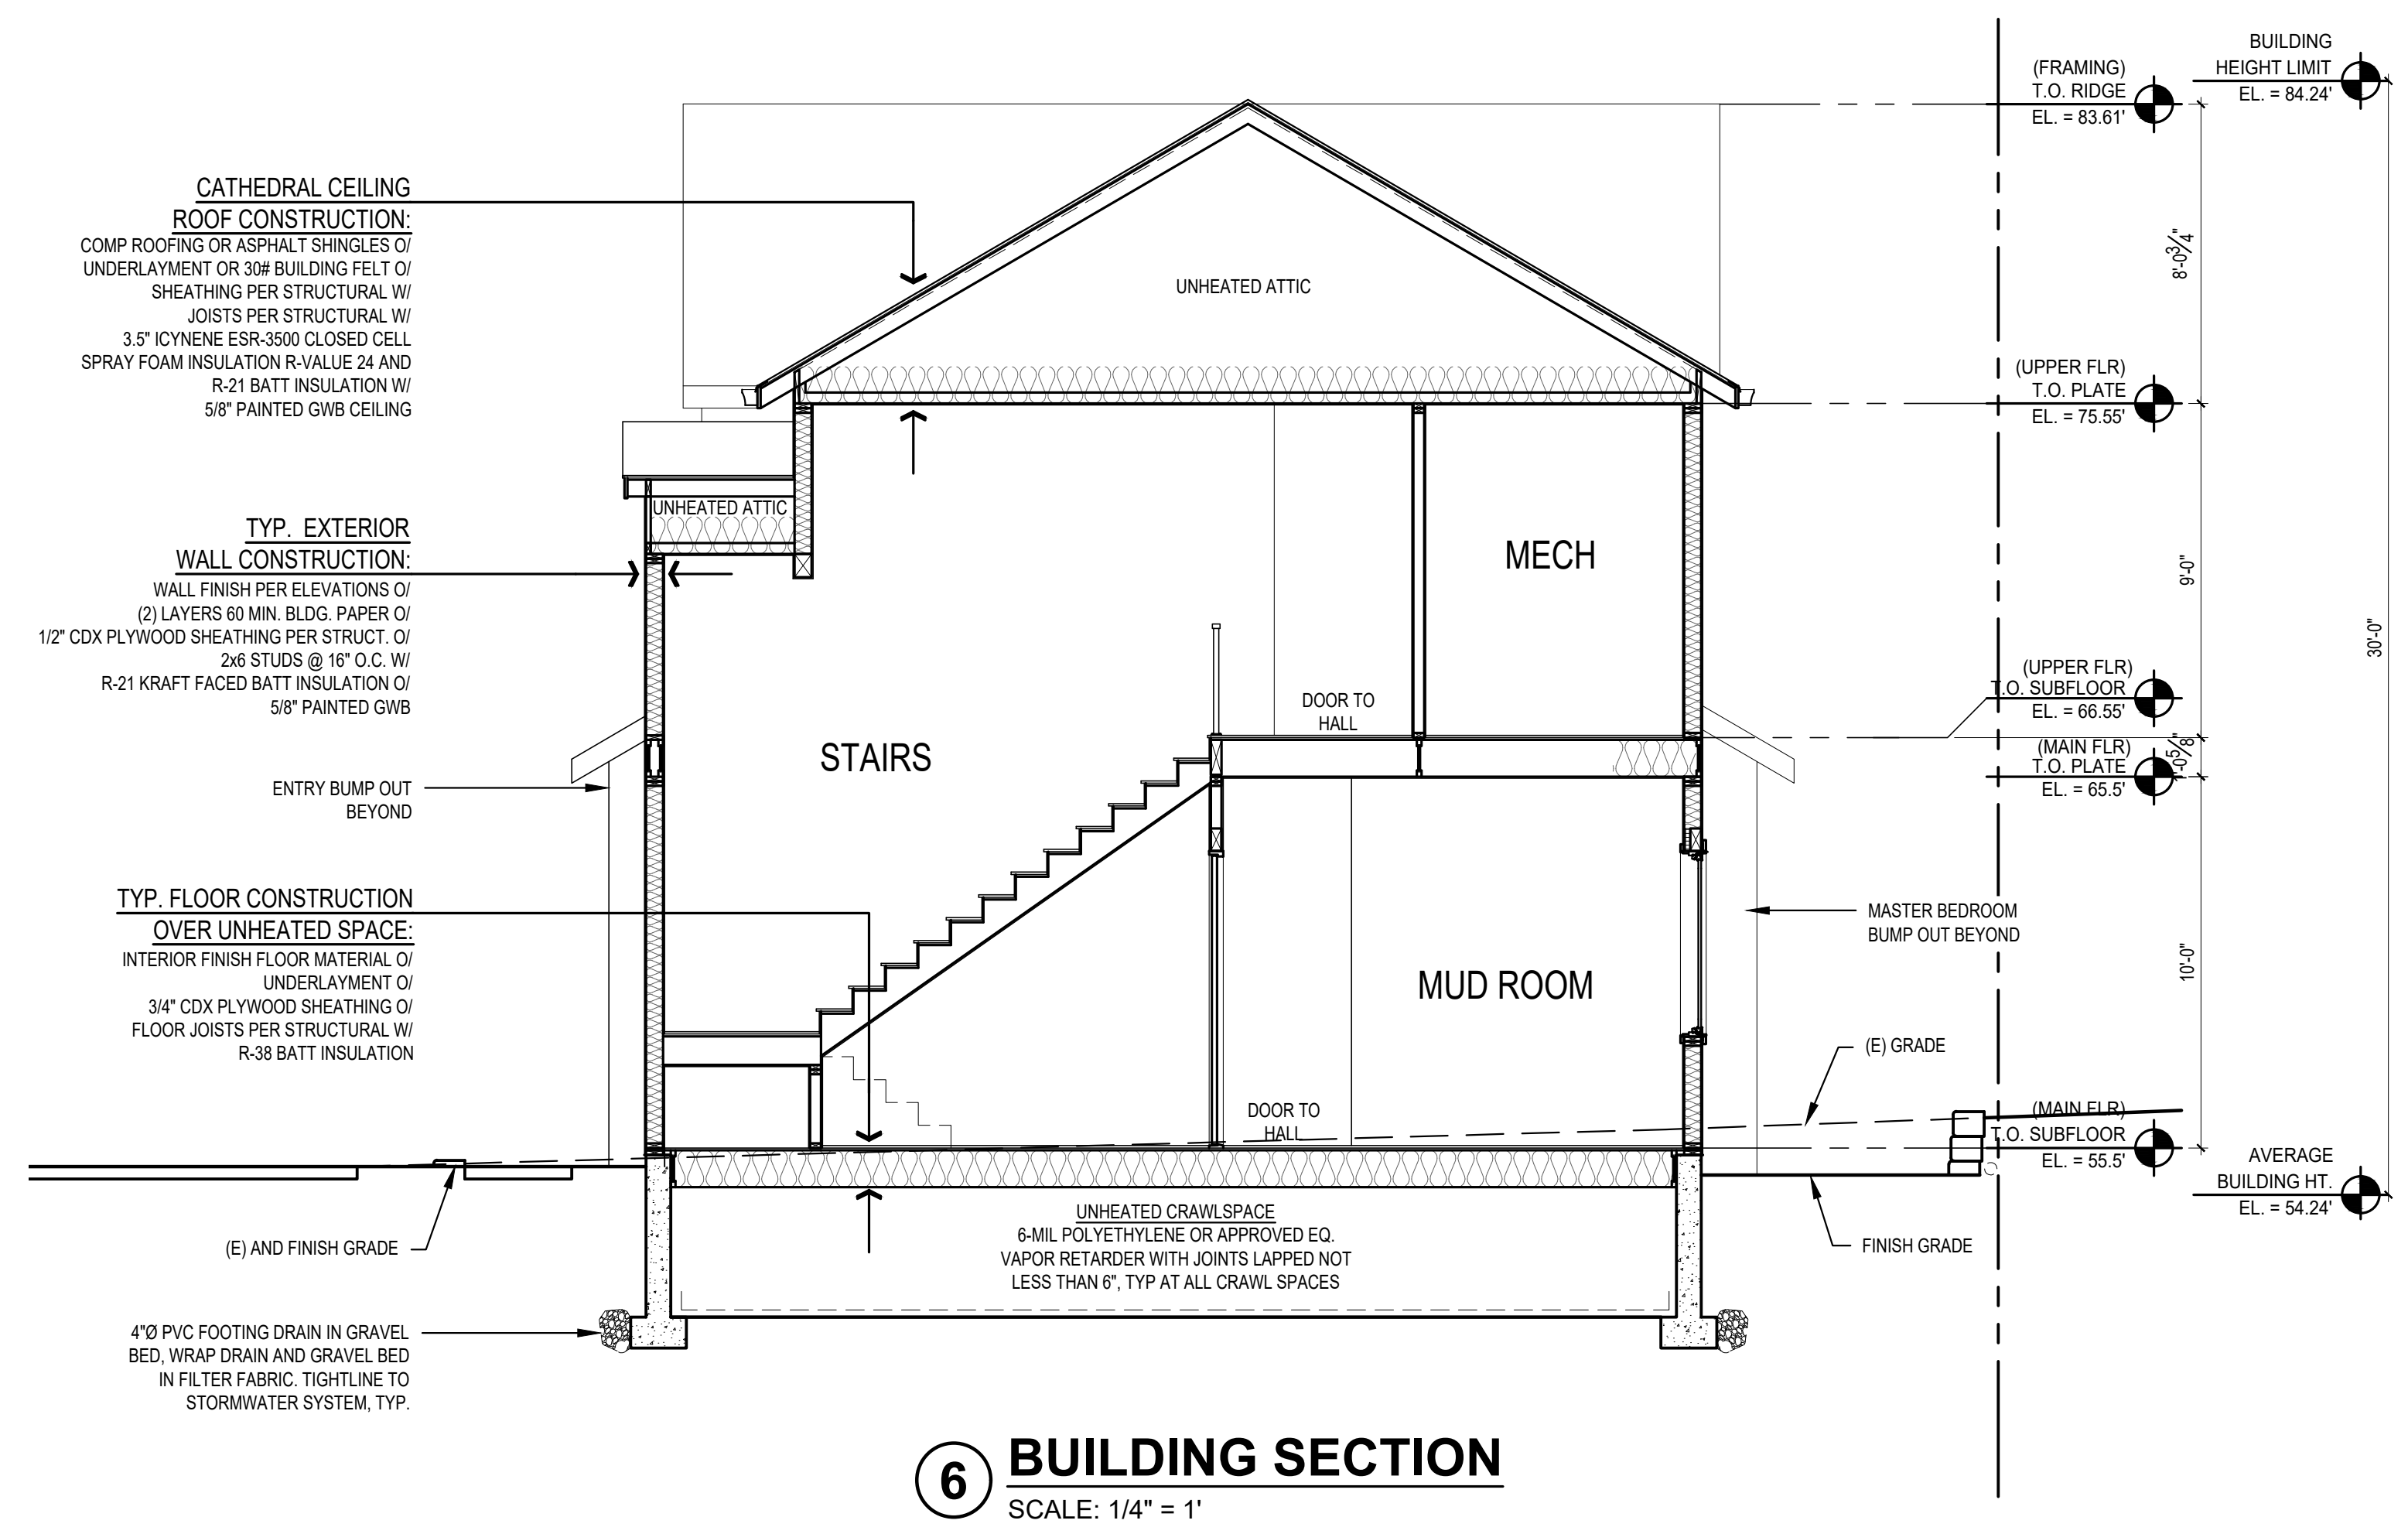 BUILDING
HEIGHT LIMIT
EL. = 84.24'
(FRAMING)
T.O. RIDGE
EL. = 83.61'
CATHEDRAL CEILING
ROOF CONSTRUCTION:
COMP ROOFING OR ASPHALT SHINGLES O/
UNDERLAYMENT OR 30# BUILDING FELT O/
SHEATHING PER STRUCTURAL W/
JOISTS PER STRUCTURAL W/
3.5" ICYNENE ESR-3500 CLOSED CELL
SPRAY FOAM INSULATION R-VALUE 24 AND
R-21 BATT INSULATION W/
5/8" PAINTED GWB CEILING
UNHEATED ATTIC
8'-0 3/4"
(UPPER FLR)
T.O. PLATE
EL. = 75.55'
UNHEATED ATTIC
TYP. EXTERIOR
WALL CONSTRUCTION:
WALL FINISH PER ELEVATIONS O/
(2) LAYERS 60 MIN. BLDG. PAPER O/
1/2" CDX PLYWOOD SHEATHING PER STRUCT. O/
2x6 STUDS @ 16" O.C. W/
R-21 KRAFT FACED BATT INSULATION O/
5/8" PAINTED GWB
MECH
9'-0"
30'-0"
DOOR TO
HALL
(UPPER FLR)
T.O. SUBFLOOR
EL. = 66.55'
STAIRS
1'-0 5/8"
(MAIN FLR)
T.O. PLATE
EL. = 65.5'
ENTRY BUMP OUT
BEYOND
TYP. FLOOR CONSTRUCTION
OVER UNHEATED SPACE:
INTERIOR FINISH FLOOR MATERIAL O/
UNDERLAYMENT O/
3/4" CDX PLYWOOD SHEATHING O/
FLOOR JOISTS PER STRUCTURAL W/
R-38 BATT INSULATION
MASTER BEDROOM
BUMP OUT BEYOND
10'-0"
MUD ROOM
(E) GRADE
DOOR TO
HALL
(MAIN FLR)
T.O. SUBFLOOR
EL. = 55.5'
AVERAGE
BUILDING HT.
EL. = 54.24'
UNHEATED CRAWLSPACE
6-MIL POLYETHYLENE OR APPROVED EQ.
VAPOR RETARDER WITH JOINTS LAPPED NOT
LESS THAN 6", TYP AT ALL CRAWL SPACES
(E) AND FINISH GRADE
FINISH GRADE
4"Ø PVC FOOTING DRAIN IN GRAVEL
BED, WRAP DRAIN AND GRAVEL BED
IN FILTER FABRIC. TIGHTLINE TO
STORMWATER SYSTEM, TYP.
6
BUILDING SECTION
SCALE: 1/4" = 1'